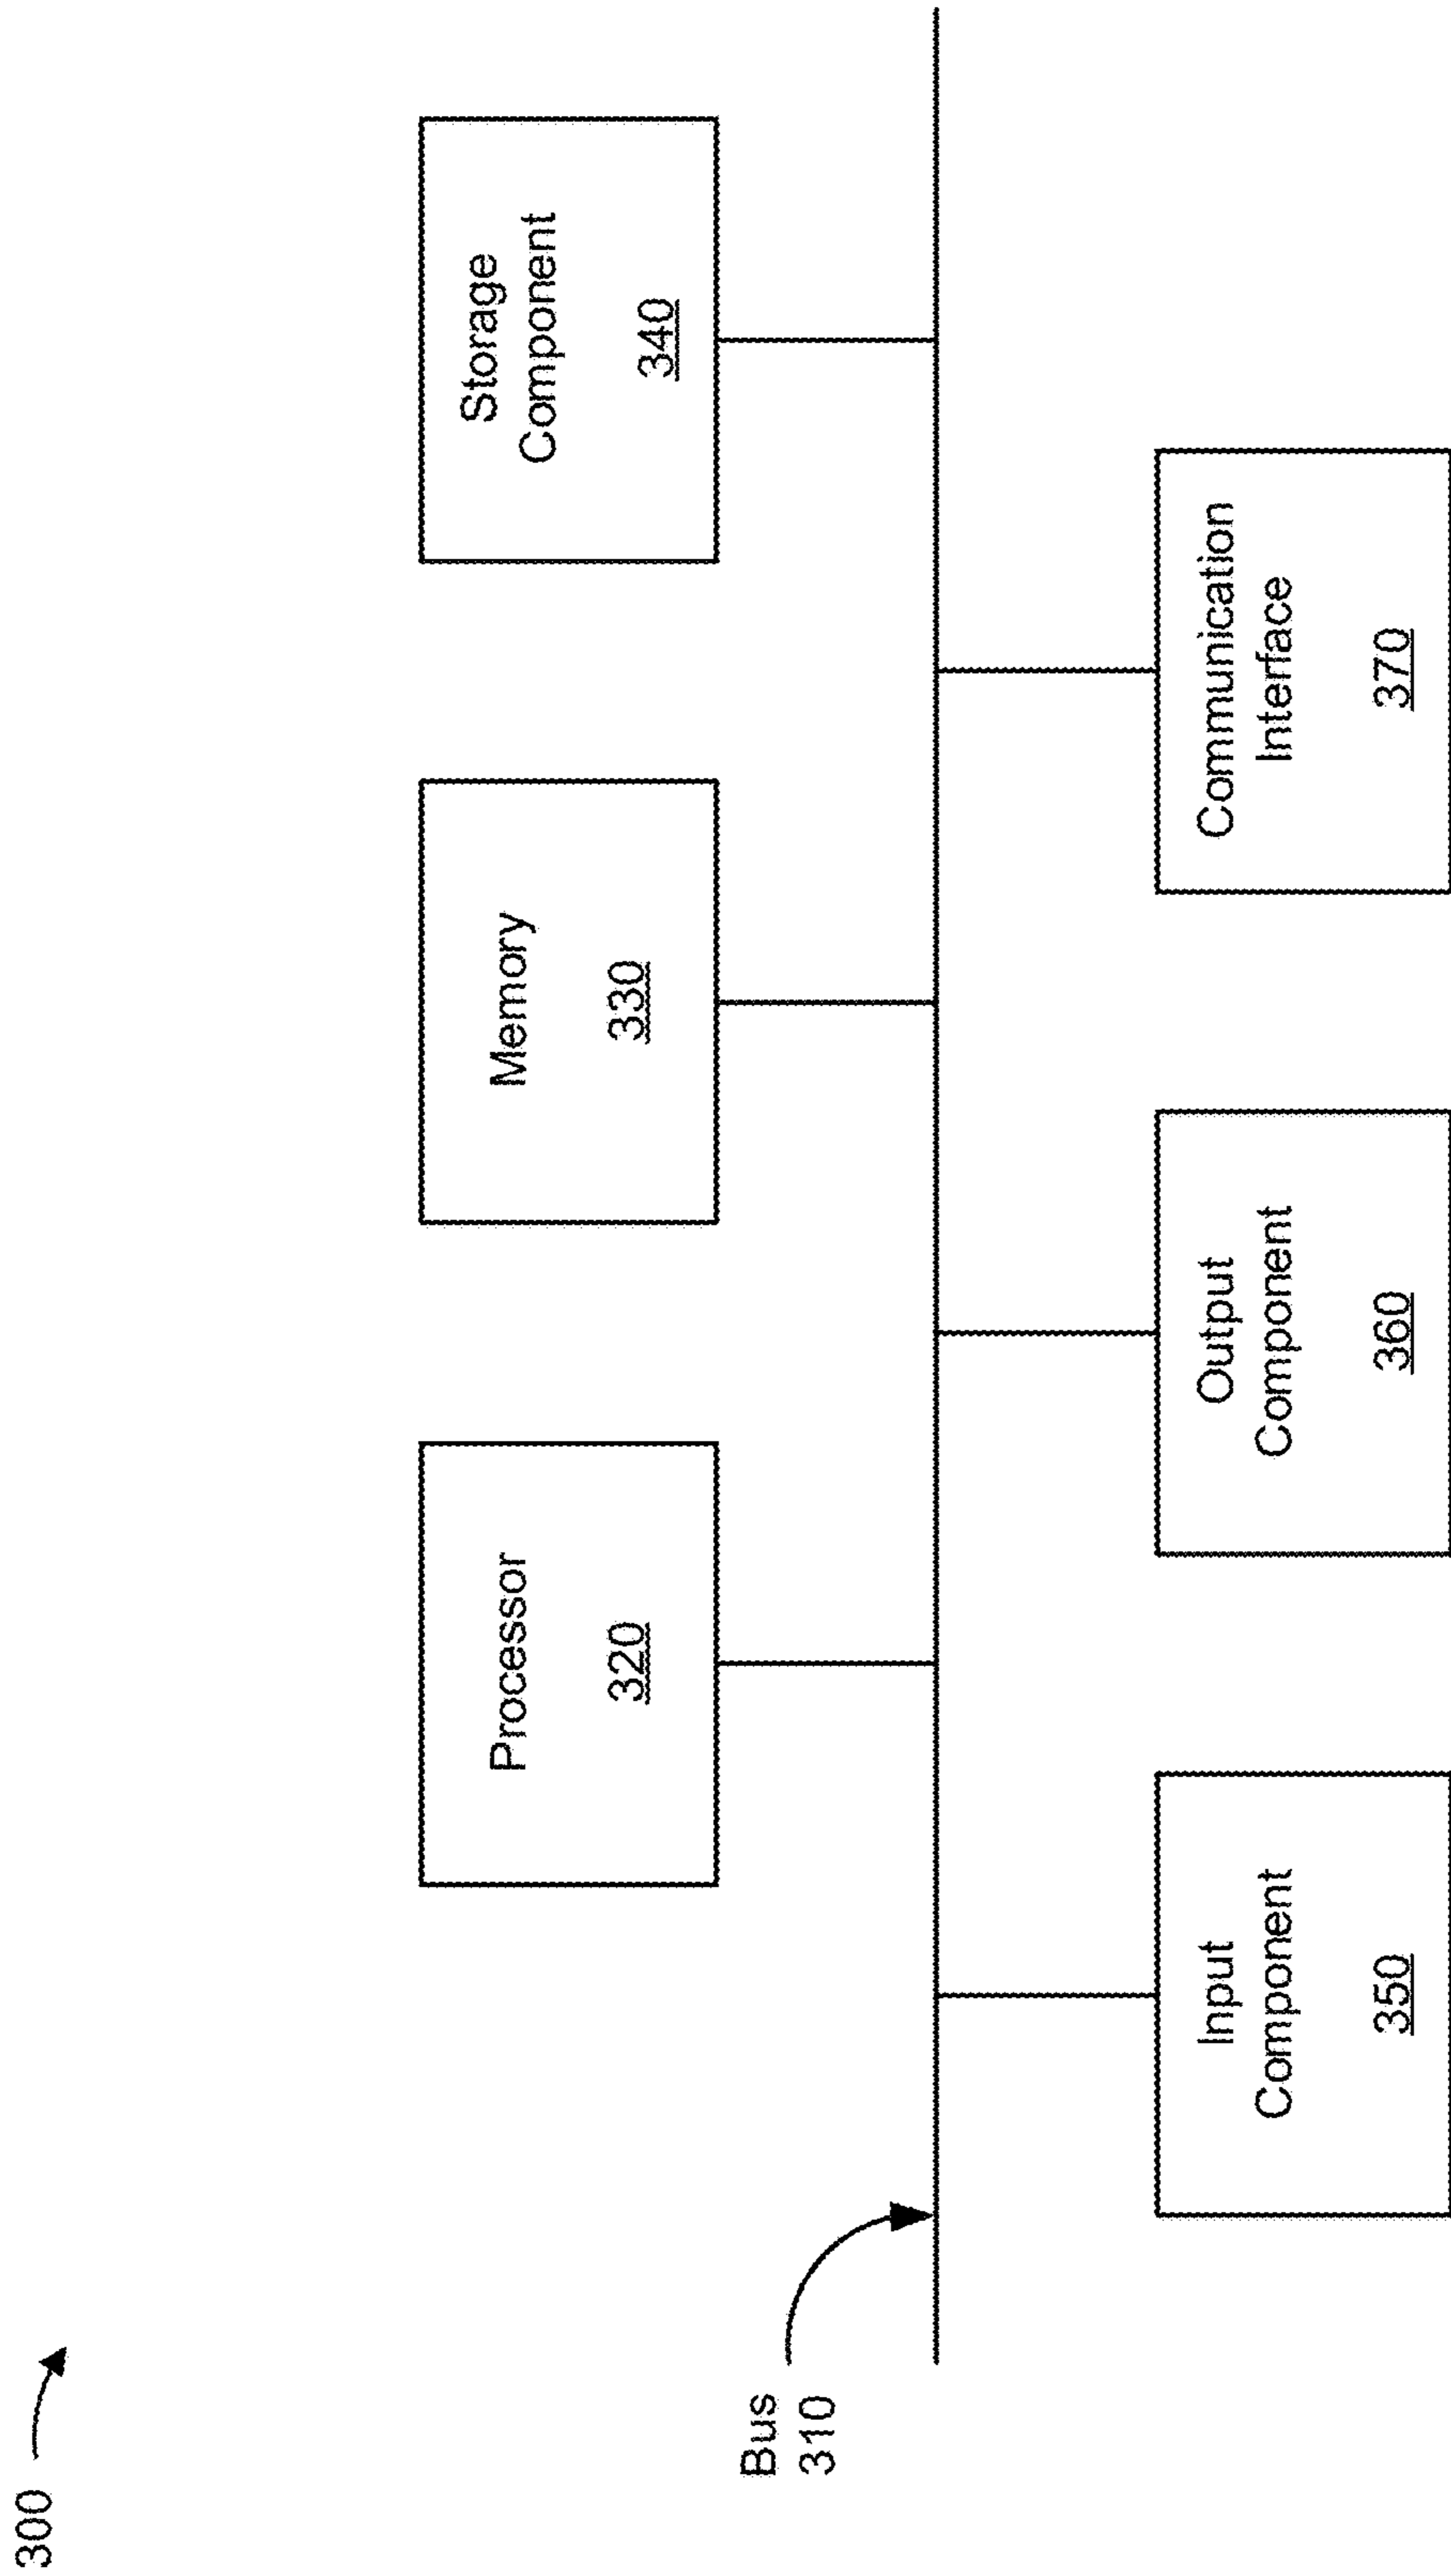 300
Processor
320
Memory
330
Storage
Component
340
Bus
310
Input
Component
350
Output
Component
360
Communication
Interface
370